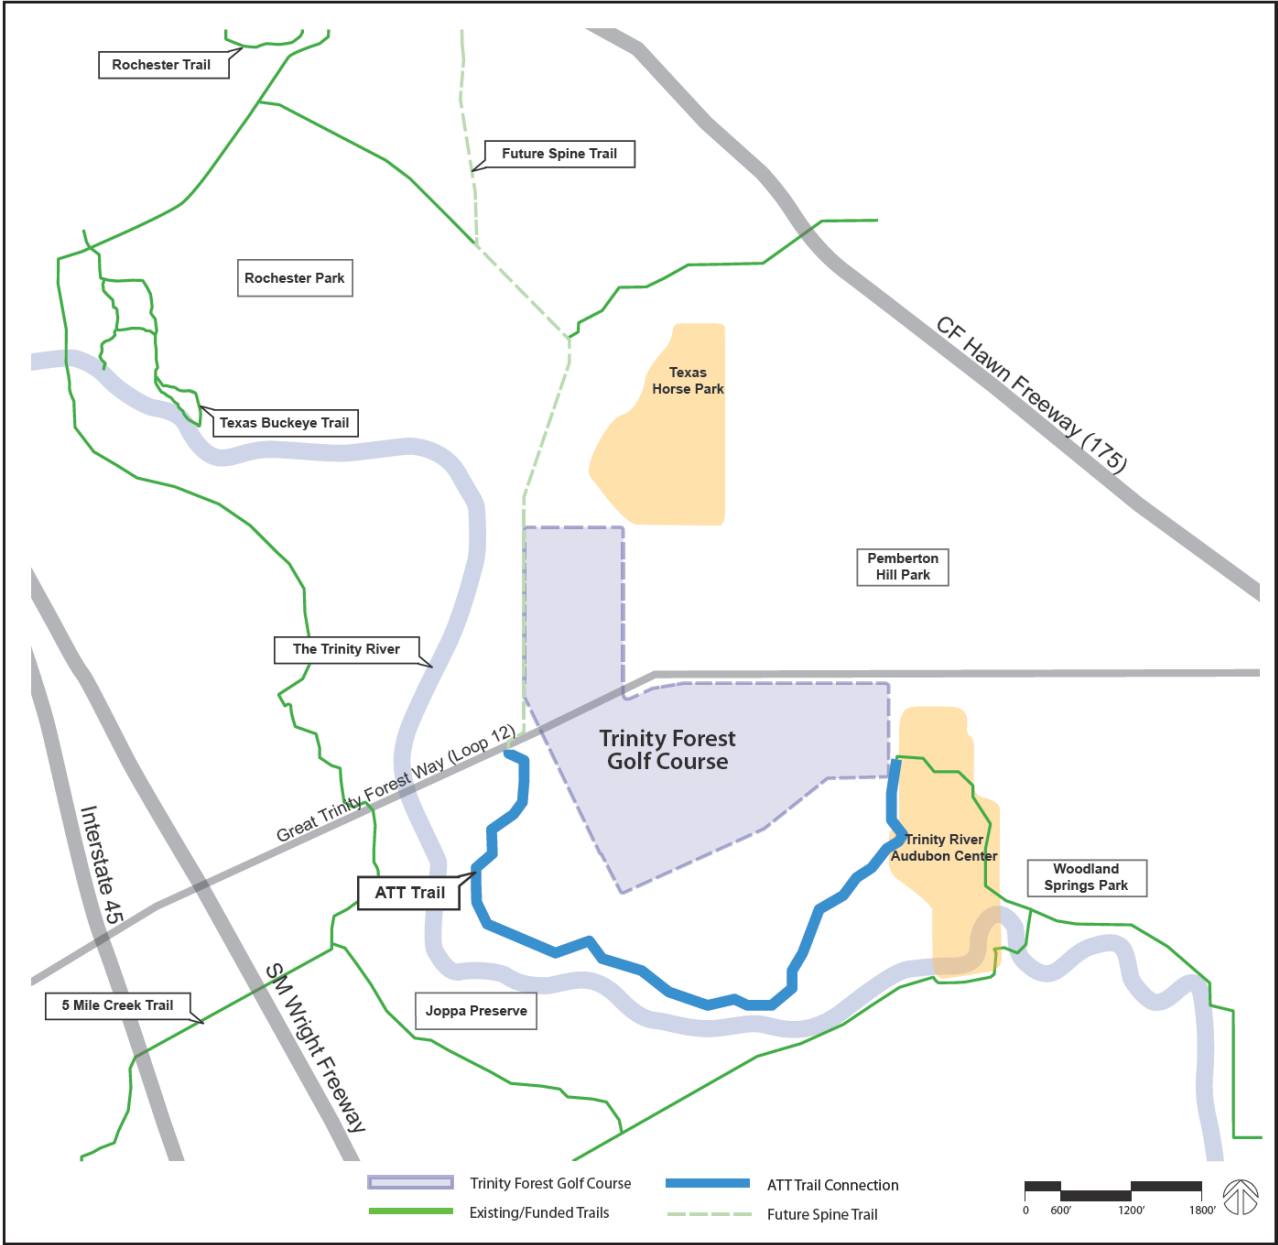 Rochester Trail
Future Spine Trail
Rochester Park
CF Hawn Freeway (175)
Texas
Horse Park
Texas Buckeye Trail
Pemberton
Hill Park
The Trinity River
Great Trinity Forest Way (Loop 12)
Trinity Forest
Golf Course
Interstate 45
Trinity River
Audubon Center
Woodland
Springs Park
ATT Trail
5 Mile Creek Trail
SM Wright Freeway
Joppa Preserve
Trinity Forest Golf Course
ATT Trail Connection
Existing/Funded Trails
Future Spine Trail
0 600' 1200' 1800'